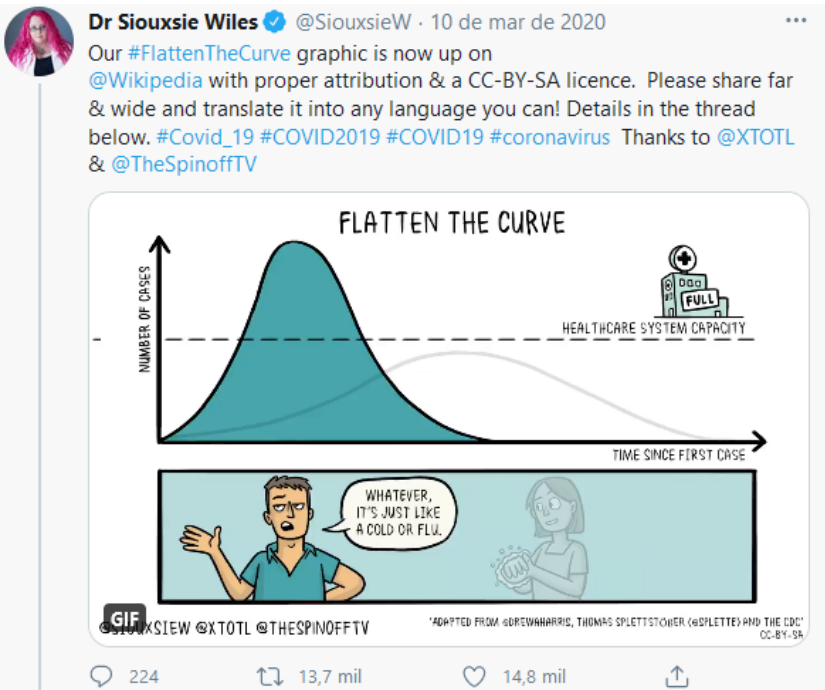 Dr Siouxsie Wiles @SiouxsieW · 10 de mar de 2020
Our #FlattenTheCurve graphic is now up on
@Wikipedia with proper attribution & a CC-BY-SA licence. Please share far
& wide and translate it into any language you can! Details in the thread
below. #Covid_19 #COVID2019 #COVID19 #coronavirus Thanks to @XTOTL
& @TheSpinoffTV
FLATTEN THE CURVE
NUMBER OF CASES
FULL
HEALTHCARE SYSTEM CAPACITY
TIME SINCE FIRST CASE
WHATEVER,
IT'S JUST LIKE
A COLD OR FLU.
GIF
@SIOUXSIEW @XTOTL @THESPINOFFTV
'ADAPTED FROM @DREWAHARRIS, THOMAS SPLETTSTÖßER (@SPLETTE) AND THE CDC'
CC-BY-SA
224 13,7 mil 14,8 mil